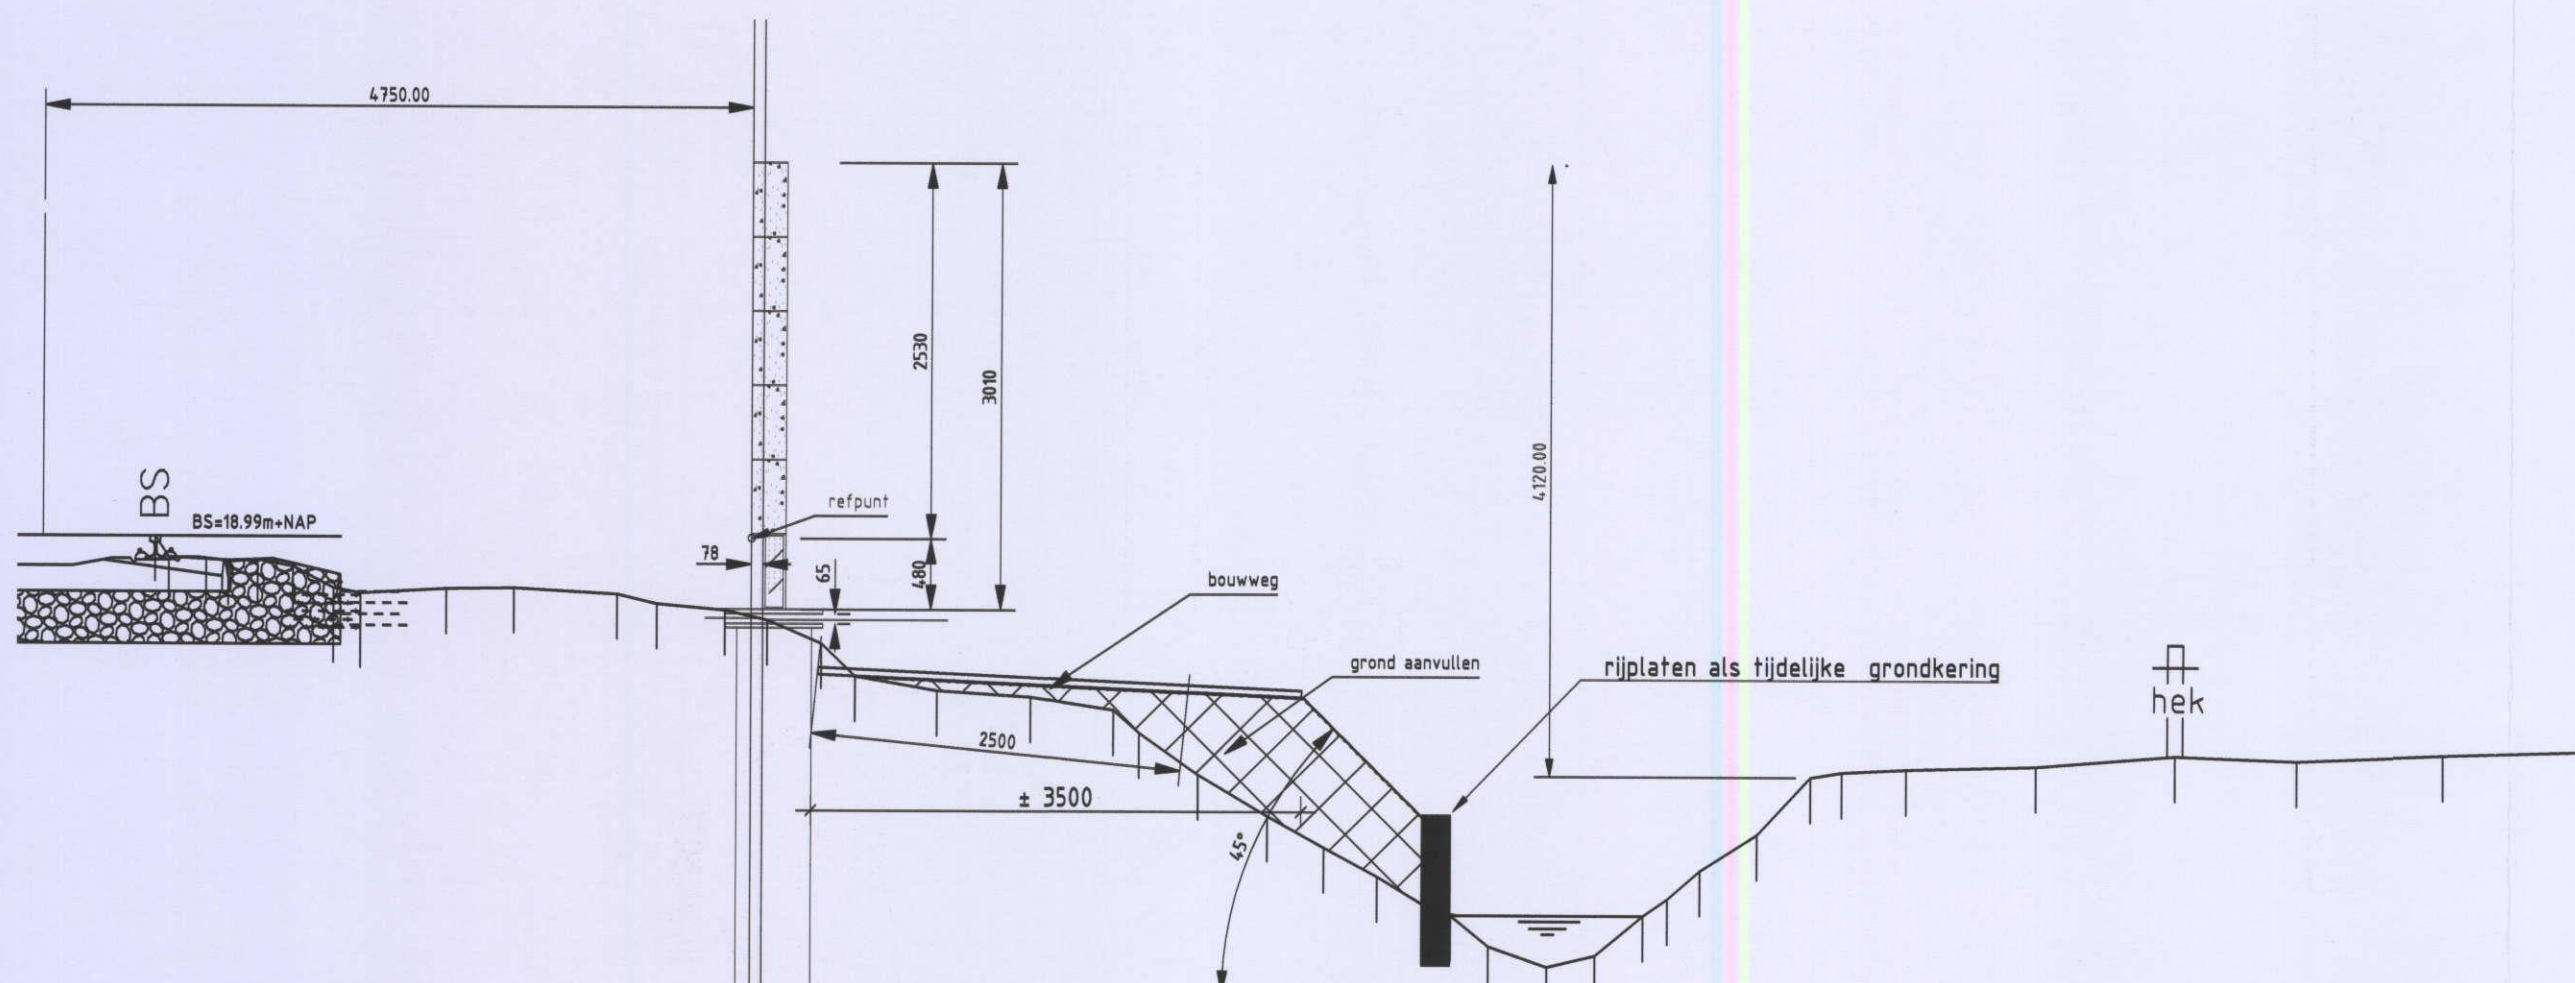 4750.00
2530
3010
4120.00
BS
refpunt
BS=18.99m+NAP
78
65
480
bouwweg
grond aanvullen
rijplaten als tijdelijke grondkering
hek
2500
± 3500
45°